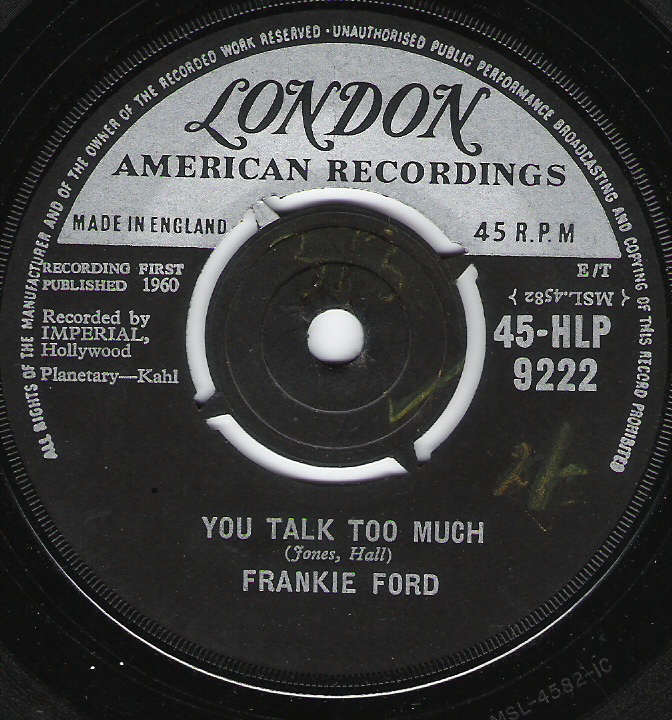 ALL RIGHTS OF THE MANUFACTURER AND OF THE OWNER OF THE RECORDED WORK RESERVED · UNAUTHORISED PUBLIC PERFORMANCE BROADCASTING AND COPYING OF THIS RECORD PROHIBITED
LONDON
AMERICAN RECORDINGS
MADE IN ENGLAND
45 R.P.M
RECORDING FIRST
PUBLISHED 1960
Recorded by
IMPERIAL,
Hollywood
Planetary—Kahl
E/T
{ MSL.4582 }
45-HLP
9222
YOU TALK TOO MUCH
(Jones, Hall)
FRANKIE FORD
MSL-4582-1C